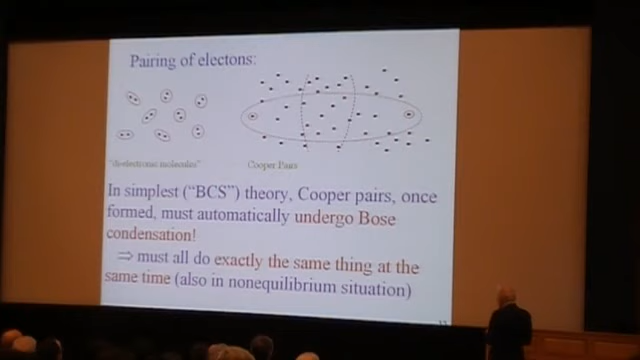 Pairing of electons:
"di-electronic molecules"
Cooper Pairs
In simplest ("BCS") theory, Cooper pairs, once
formed, must automatically undergo Bose
condensation!
⇒ must all do exactly the same thing at the
same time (also in nonequilibrium situation)